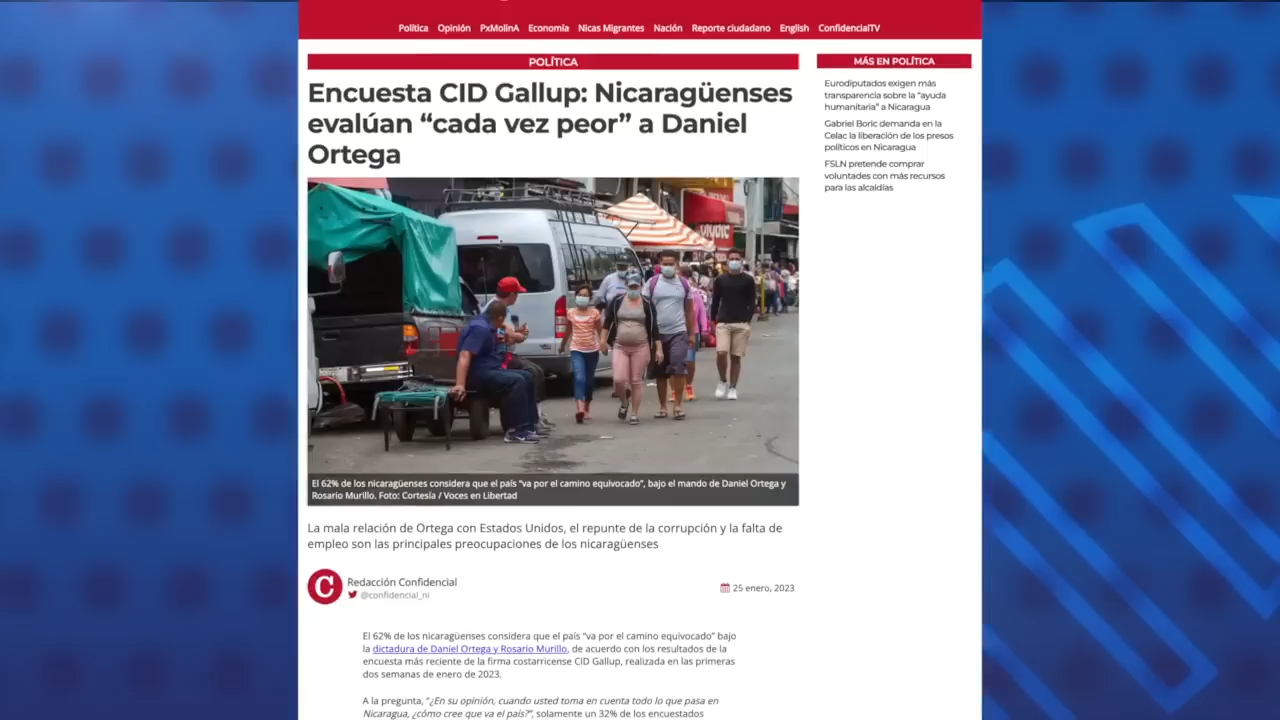 Política Opinión PxMolinA Economía Nicas Migrantes Nación Reporte ciudadano English ConfidencialTV
POLÍTICA
Encuesta CID Gallup: Nicaragüenses
evalúan “cada vez peor” a Daniel
Ortega
El 62% de los nicaragüenses considera que el país “va por el camino equivocado”, bajo el mando de Daniel Ortega y
Rosario Murillo. Foto: Cortesía / Voces en Libertad
La mala relación de Ortega con Estados Unidos, el repunte de la corrupción y la falta de
empleo son las principales preocupaciones de los nicaragüenses
C
Redacción Confidencial
@confidencial_ni
25 enero, 2023
El 62% de los nicaragüenses considera que el país “va por el camino equivocado” bajo
la dictadura de Daniel Ortega y Rosario Murillo, de acuerdo con los resultados de la
encuesta más reciente de la firma costarricense CID Gallup, realizada en las primeras
dos semanas de enero de 2023.
A la pregunta, “¿En su opinión, cuando usted toma en cuenta todo lo que pasa en
Nicaragua, ¿cómo cree que va el país?”, solamente un 32% de los encuestados
MÁS EN POLÍTICA
Eurodiputados exigen más
transparencia sobre la “ayuda
humanitaria” a Nicaragua
Gabriel Boric demanda en la
Celac la liberación de los presos
políticos en Nicaragua
FSLN pretende comprar
voluntades con más recursos
para las alcaldías